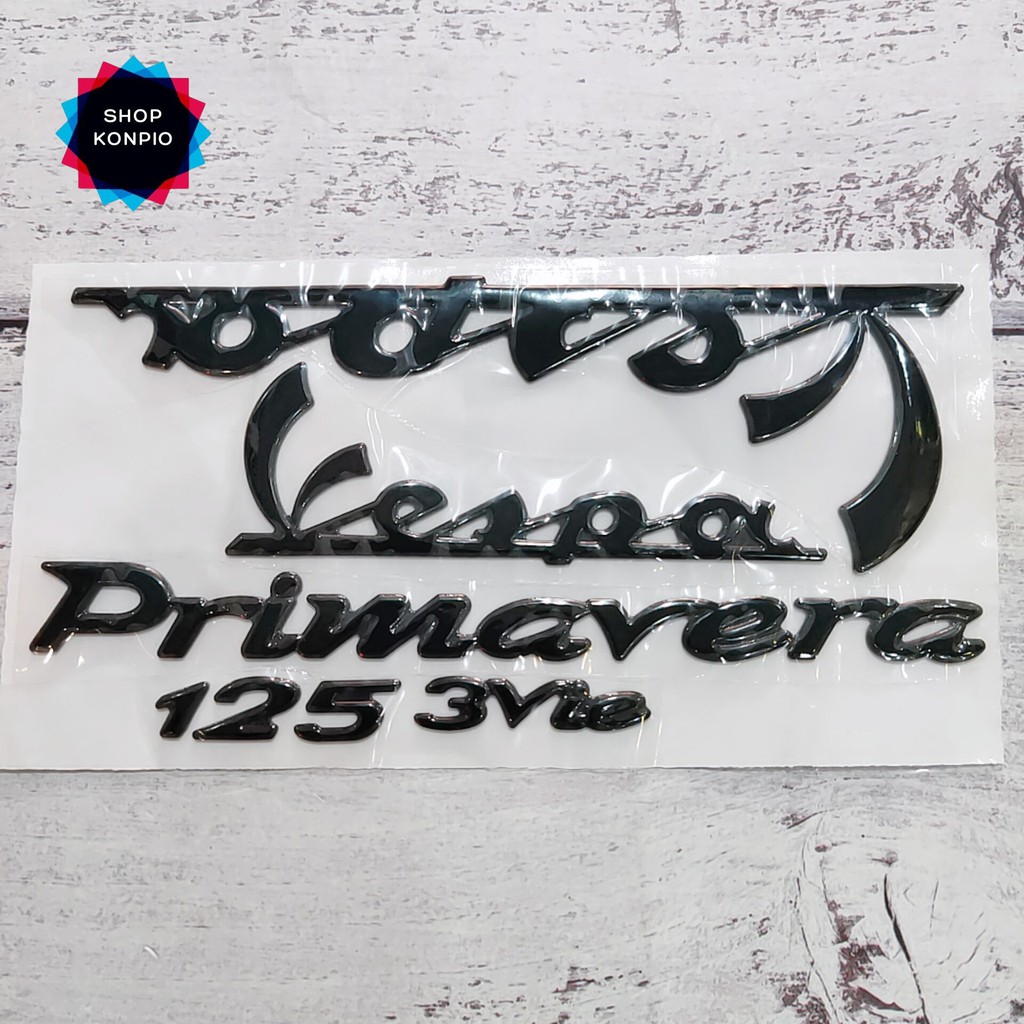 SHOP
KONPIO
Vespa
Vespa
Primavera
125 3Vie